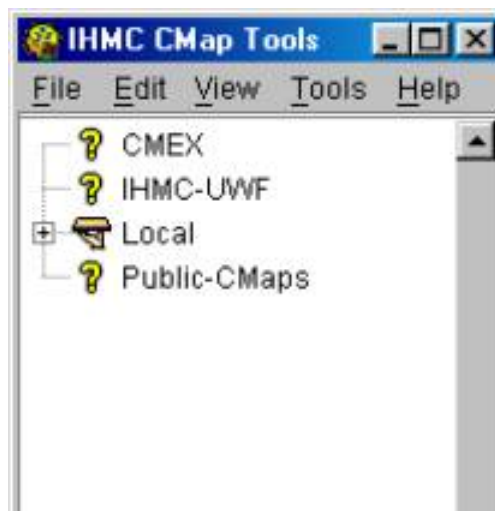 IHMC CMap Tools
File Edit View Tools Help
CMEX
IHMC-UWF
Local
Public-CMaps